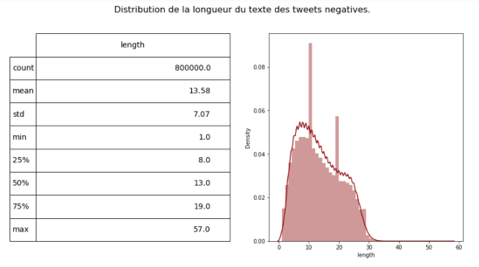 Distribution de la longueur du texte des tweets negatives.
length
count 800000.0
mean 13.58
std 7.07
min 1.0
25% 8.0
50% 13.0
75% 19.0
max 57.0
Density
0.08
0.06
0.04
0.02
0.00
0 10 20 30 40 50 60
length